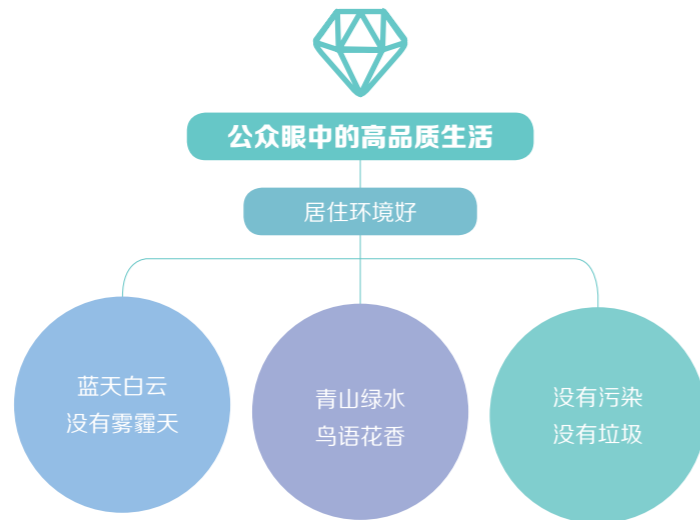 公众眼中的高品质生活
居住环境好
蓝天白云
没有雾霾天
青山绿水
鸟语花香
没有污染
没有垃圾